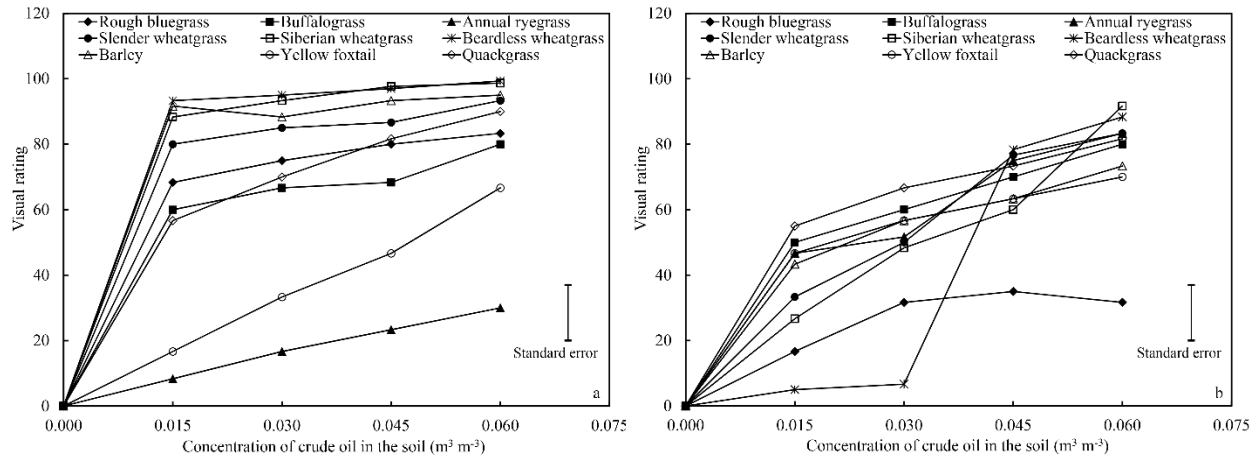 120
Rough bluegrass Buffalograss Annual ryegrass
Slender wheatgrass Siberian wheatgrass Beardless wheatgrass
Barley Yellow foxtail Quackgrass
100
80
60
40
20
0
Visual rating
Standard error
a
0.000 0.015 0.030 0.045 0.060 0.075
Concentration of crude oil in the soil (m³ m⁻³)
120
Rough bluegrass Buffalograss Annual ryegrass
Slender wheatgrass Siberian wheatgrass Beardless wheatgrass
Barley Yellow foxtail Quackgrass
100
80
60
40
20
0
Visual rating
Standard error
b
0.000 0.015 0.030 0.045 0.060 0.075
Concentration of crude oil in the soil (m³ m⁻³)